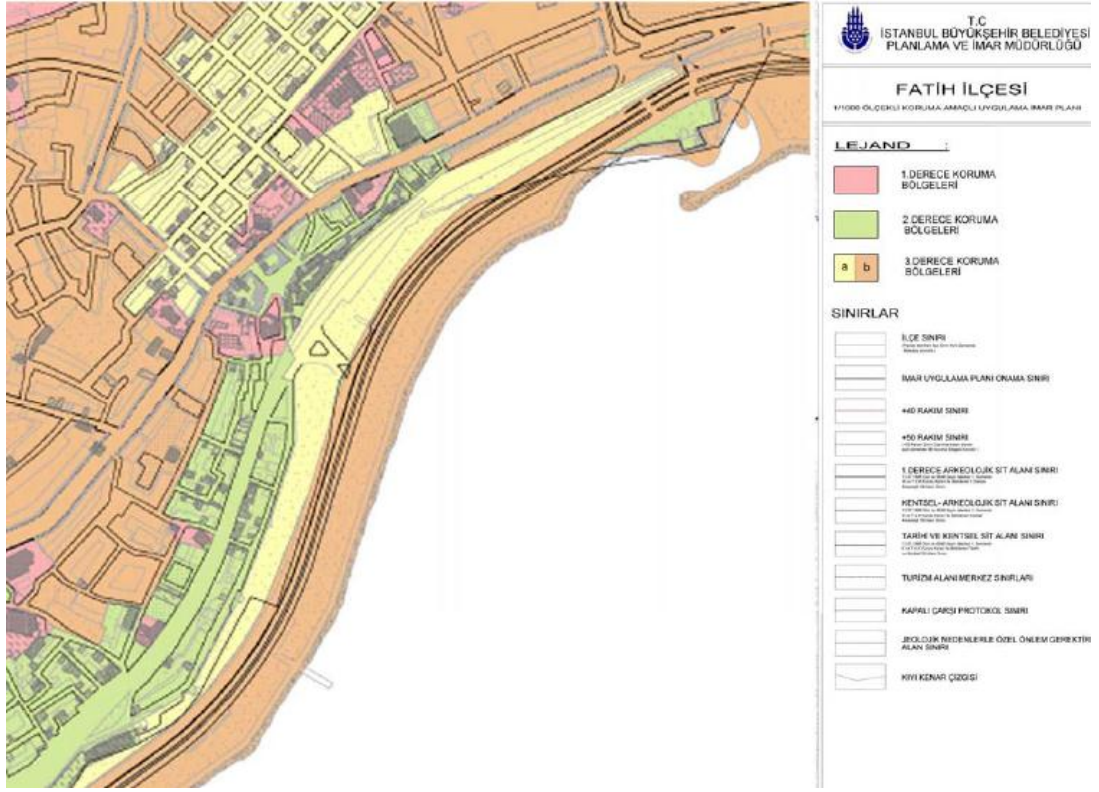 T.C
İSTANBUL BÜYÜKŞEHİR BELEDİYESİ
PLANLAMA VE İMAR MÜDÜRLÜĞÜ
FATİH İLÇESİ
1/1000 ÖLÇEKLİ KORUMA AMAÇLI UYGULAMA İMAR PLANI
LEJAND :
1.DERECE KORUMA
BÖLGELERİ
2.DERECE KORUMA
BÖLGELERİ
a b
3.DERECE KORUMA
BÖLGELERİ
SINIRLAR
İLÇE SINIRI
İMAR UYGULAMA PLANI ONAMA SINIRI
+40 RAKIM SINIRI
+50 RAKIM SINIRI
1.DERECE ARKEOLOJİK SİT ALANI SINIRI
KENTSEL- ARKEOLOJİK SİT ALANI SINIRI
TARİHİ VE KENTSEL SİT ALANI SINIRI
TURİZM ALANI MERKEZ SINIRLARI
KAPALI ÇARŞI PROTOKOL SINIRI
JEOLOJİK NEDENLERLE ÖZEL ÖNLEM GEREKTİR
ALAN SINIRI
KIYI KENAR ÇİZGİSİ